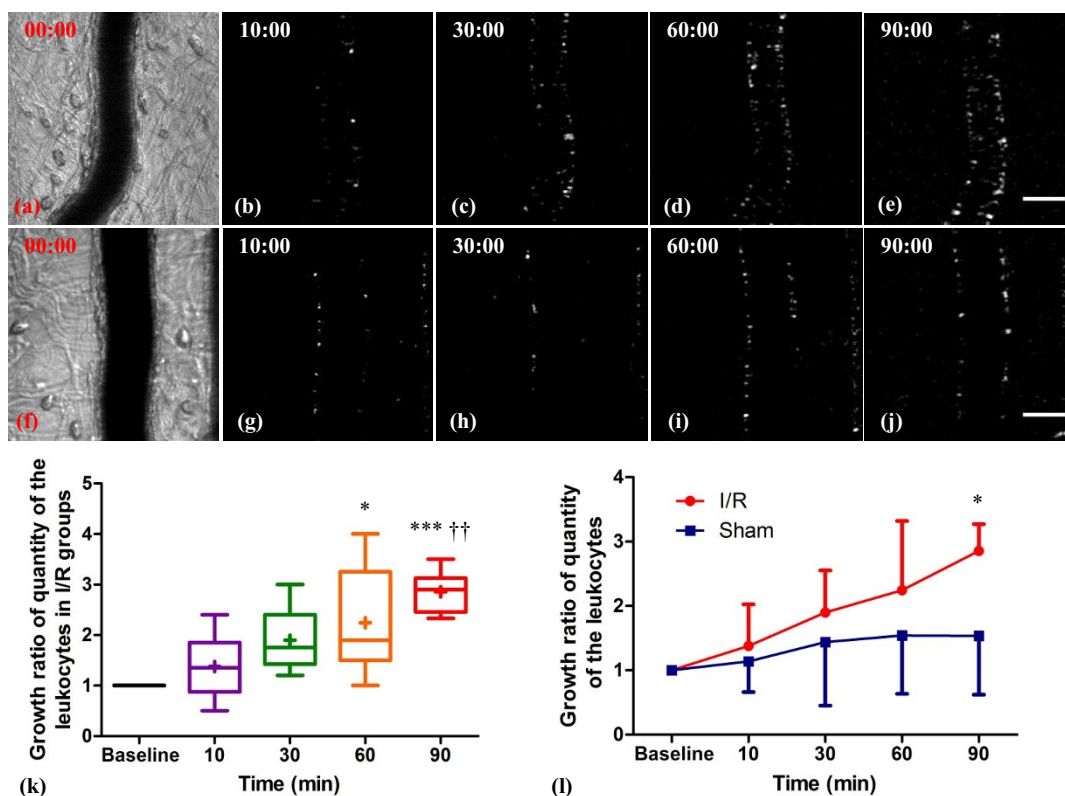 00:00 10:00 30:00 60:00 90:00
(a) (b) (c) (d) (e)
00:00 10:00 30:00 60:00 90:00
(f) (g) (h) (i) (j)
Growth ratio of quantity of the
leukocytes in I/R groups
5
4
3
2
1
0
*
*** ††
Baseline 10 30 60 90
Time (min)
(k)
Growth ratio of quantity
of the leukocytes
4
3
2
1
0
I/R
Sham
*
Baseline 10 30 60 90
Time (min)
(l)